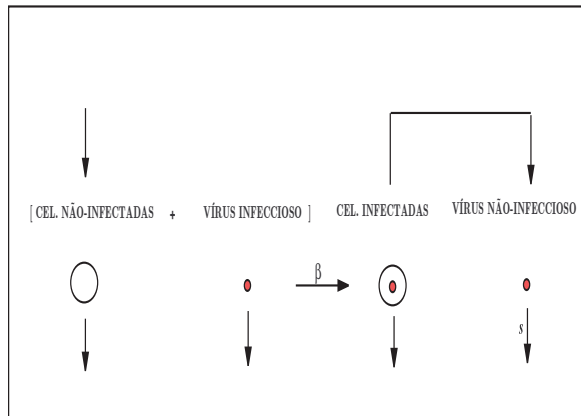 [ CEL. NÃO-INFECTADAS + VÍRUS INFECCIOSO ] CEL. INFECTADAS VÍRUS NÃO-INFECCIOSO
β
s